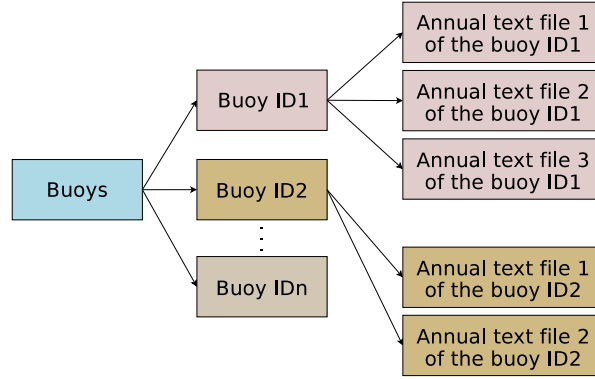 Buoys
Buoy ID1
Buoy ID2
Buoy IDn
Annual text file 1
of the buoy ID1
Annual text file 2
of the buoy ID1
Annual text file 3
of the buoy ID1
Annual text file 1
of the buoy ID2
Annual text file 2
of the buoy ID2